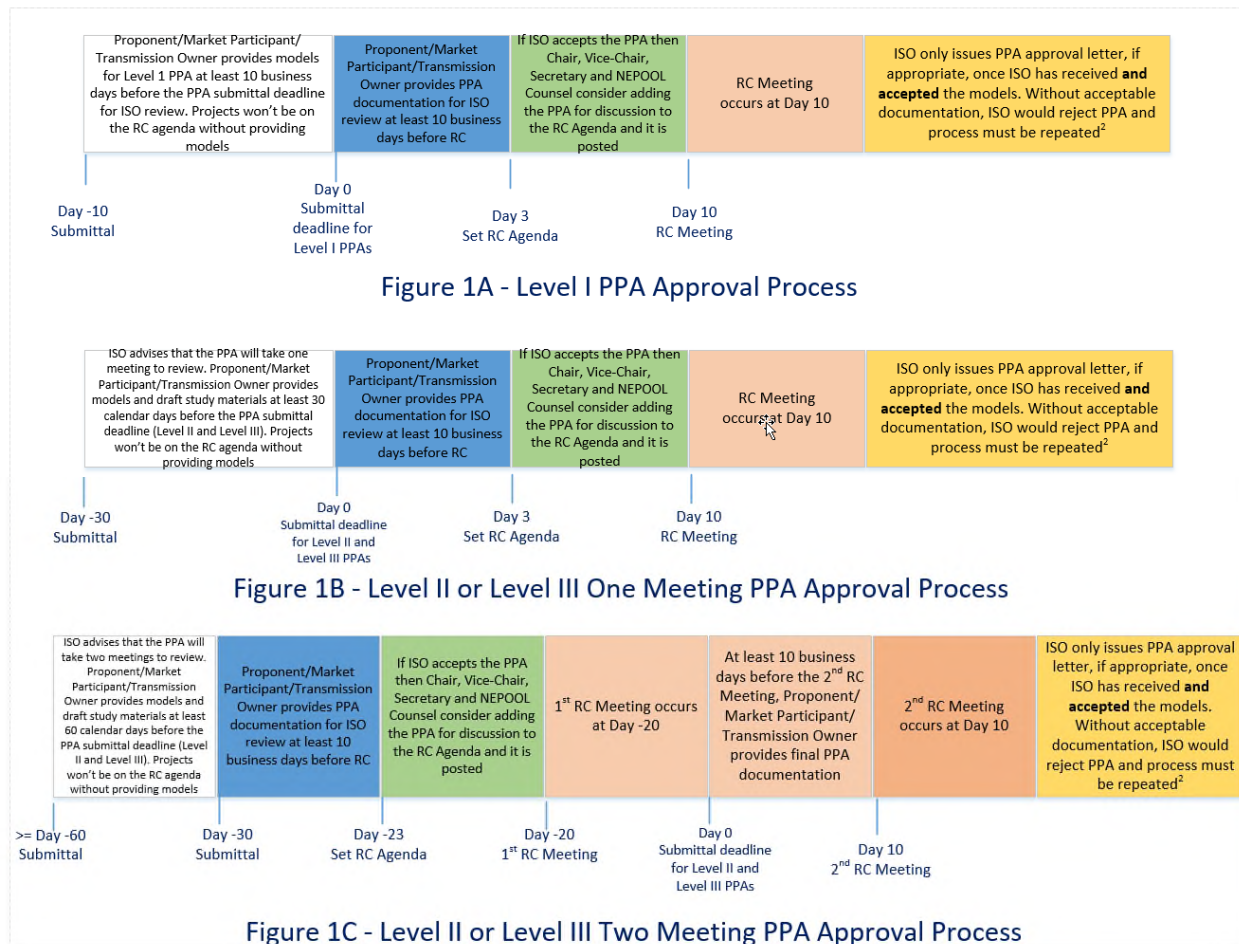 Proponent/Market Participant/
Transmission Owner provides models
for Level 1 PPA at least 10 business
days before the PPA submittal deadline
for ISO review. Projects won't be on
the RC agenda without providing
models
Proponent/Market
Participant/Transmission
Owner provides PPA
documentation for ISO
review at least 10 business
days before RC
If ISO accepts the PPA then
Chair, Vice-Chair,
Secretary and NEPOOL
Counsel consider adding
the PPA for discussion to
the RC Agenda and it is
posted
RC Meeting
occurs at Day 10
ISO only issues PPA approval letter, if
appropriate, once ISO has received and
accepted the models. Without acceptable
documentation, ISO would reject PPA and
process must be repeated²
Day -10
Submittal
Day 0
Submittal
deadline for
Level I PPAs
Day 3
Set RC Agenda
Day 10
RC Meeting
Figure 1A - Level I PPA Approval Process
ISO advises that the PPA will take one
meeting to review. Proponent/Market
Participant/Transmission Owner provides
models and draft study materials at least 30
calendar days before the PPA submittal
deadline (Level II and Level III). Projects
won't be on the RC agenda without
providing models
Proponent/Market
Participant/Transmission
Owner provides PPA
documentation for ISO
review at least 10 business
days before RC
If ISO accepts the PPA then
Chair, Vice-Chair,
Secretary and NEPOOL
Counsel consider adding
the PPA for discussion to
the RC Agenda and it is
posted
RC Meeting
occurs at Day 10
ISO only issues PPA approval letter, if
appropriate, once ISO has received and
accepted the models. Without acceptable
documentation, ISO would reject PPA and
process must be repeated²
Day -30
Submittal
Day 0
Submittal deadline
for Level II and
Level III PPAs
Day 3
Set RC Agenda
Day 10
RC Meeting
Figure 1B - Level II or Level III One Meeting PPA Approval Process
ISO advises that the PPA will
take two meetings to review.
Proponent/Market
Participant/Transmission
Owner provides models and
draft study materials at least
60 calendar days before the
PPA submittal deadline (Level
II and Level III). Projects
won't be on the RC agenda
without providing models
Proponent/Market
Participant/Transmission
Owner provides PPA
documentation for ISO
review at least 10
business days before RC
If ISO accepts the PPA
then Chair, Vice-Chair,
Secretary and NEPOOL
Counsel consider adding
the PPA for discussion to
the RC Agenda and it is
posted
1st RC Meeting occurs
at Day -20
At least 10 business
days before the 2nd RC
Meeting, Proponent/
Market Participant/
Transmission Owner
provides final PPA
documentation
2nd RC Meeting
occurs at Day 10
ISO only issues PPA approval
letter, if appropriate, once
ISO has received and
accepted the models.
Without acceptable
documentation, ISO would
reject PPA and process must
be repeated²
>= Day -60
Submittal
Day -30
Submittal
Day -23
Set RC Agenda
Day -20
1st RC Meeting
Day 0
Submittal deadline
for Level II and
Level III PPAs
Day 10
2nd RC Meeting
Figure 1C - Level II or Level III Two Meeting PPA Approval Process